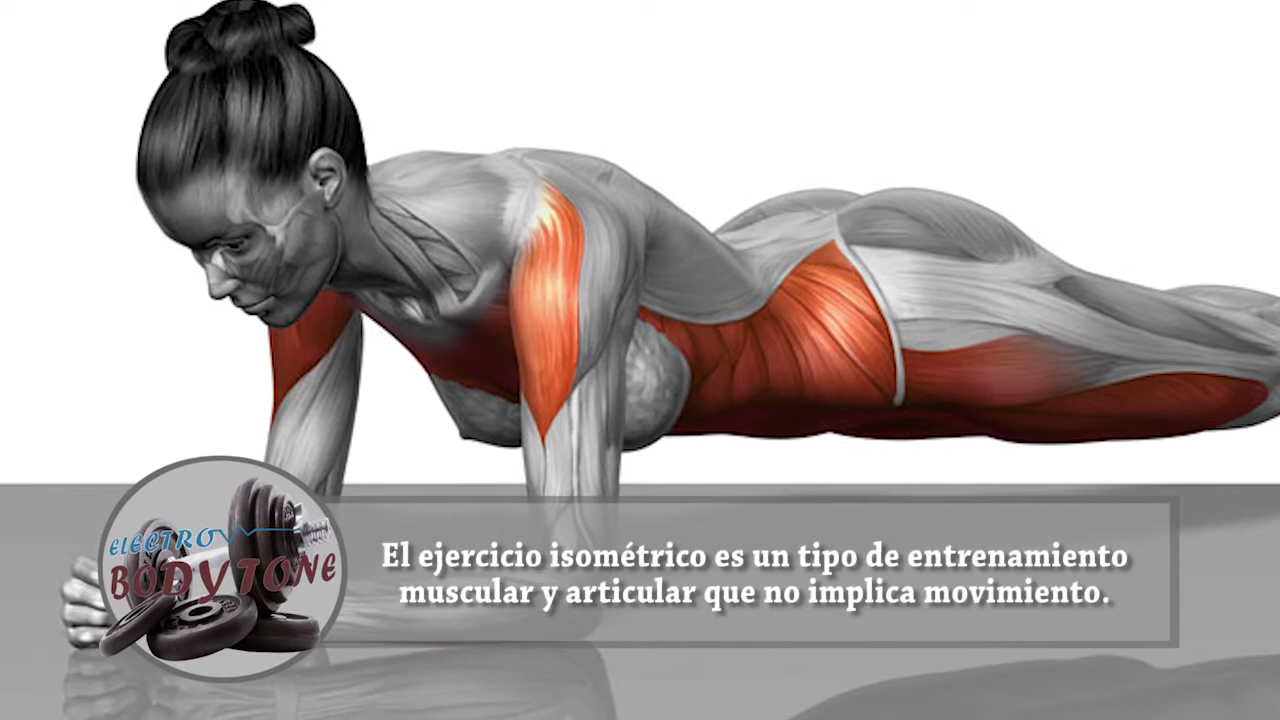 ELECTRO
BODYTONE
El ejercicio isométrico es un tipo de entrenamiento
muscular y articular que no implica movimiento.